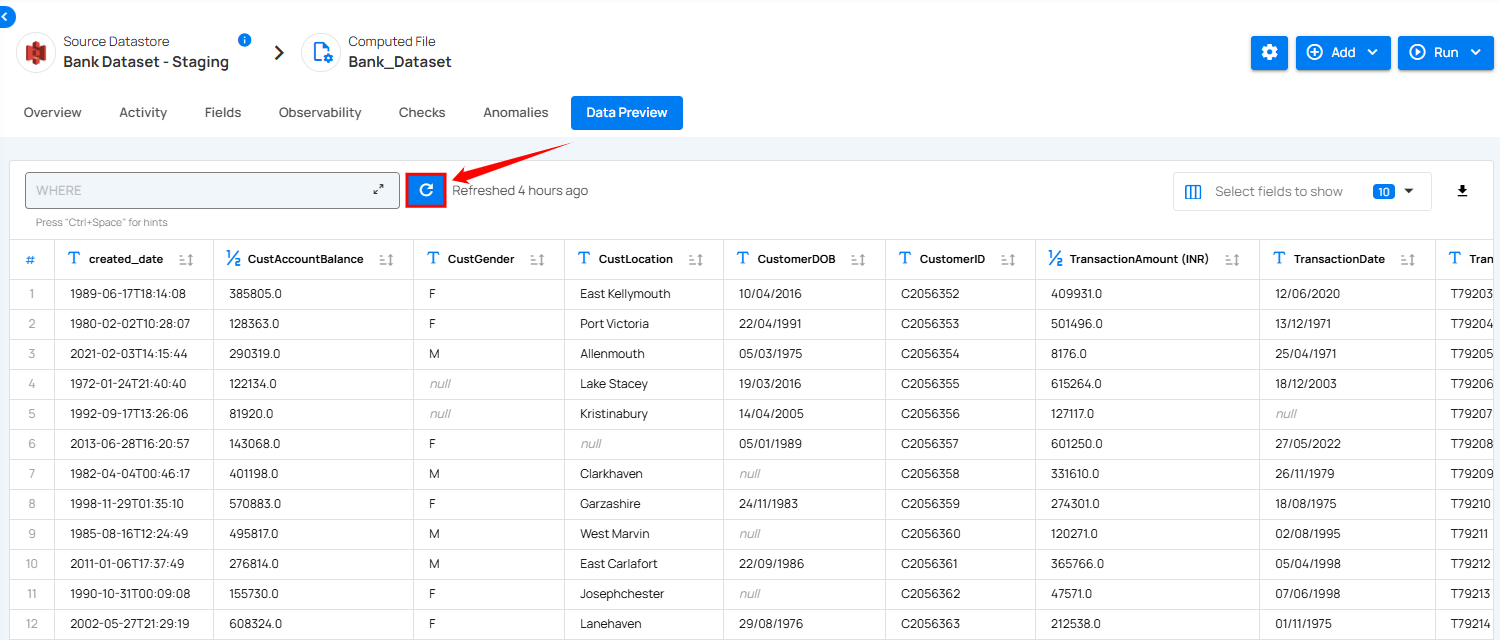 Source Datastore
Bank Dataset - Staging
Computed File
Bank_Dataset
Add
Run
Overview Activity Fields Observability Checks Anomalies Data Preview
WHERE
Refreshed 4 hours ago
Select fields to show 10
Press "Ctrl+Space" for hints
# created_date CustAccountBalance CustGender CustLocation CustomerDOB CustomerID TransactionAmount (INR) TransactionDate Tran
1 1989-06-17T18:14:08 385805.0 F East Kellymouth 10/04/2016 C2056352 409931.0 12/06/2020 T79203
2 1980-02-02T10:28:07 128363.0 F Port Victoria 22/04/1991 C2056353 501496.0 13/12/1971 T79204
3 2021-02-03T14:15:44 290319.0 M Allenmouth 05/03/1975 C2056354 8176.0 25/04/1971 T79205
4 1972-01-24T21:40:40 122134.0 null Lake Stacey 19/03/2016 C2056355 615264.0 18/12/2003 T79206
5 1992-09-17T13:26:06 81920.0 null Kristinabury 14/04/2005 C2056356 127117.0 null T79207
6 2013-06-28T16:20:57 143068.0 F null 05/01/1989 C2056357 601250.0 27/05/2022 T79208
7 1982-04-04T00:46:17 401198.0 M Clarkhaven null C2056358 331610.0 26/11/1979 T79209
8 1998-11-29T01:35:10 570883.0 F Garzashire 24/11/1983 C2056359 274301.0 18/08/1975 T79210
9 1985-08-16T12:24:49 495817.0 M West Marvin null C2056360 120271.0 02/08/1995 T79211
10 2011-01-06T17:37:49 276814.0 M East Carlafort 22/09/1986 C2056361 365766.0 05/04/1998 T79212
11 1990-10-31T00:09:08 155730.0 F Josephchester null C2056362 47571.0 07/06/1998 T79213
12 2002-05-27T21:29:19 608324.0 F Lanehaven 29/08/1976 C2056363 212538.0 01/11/1975 T79214